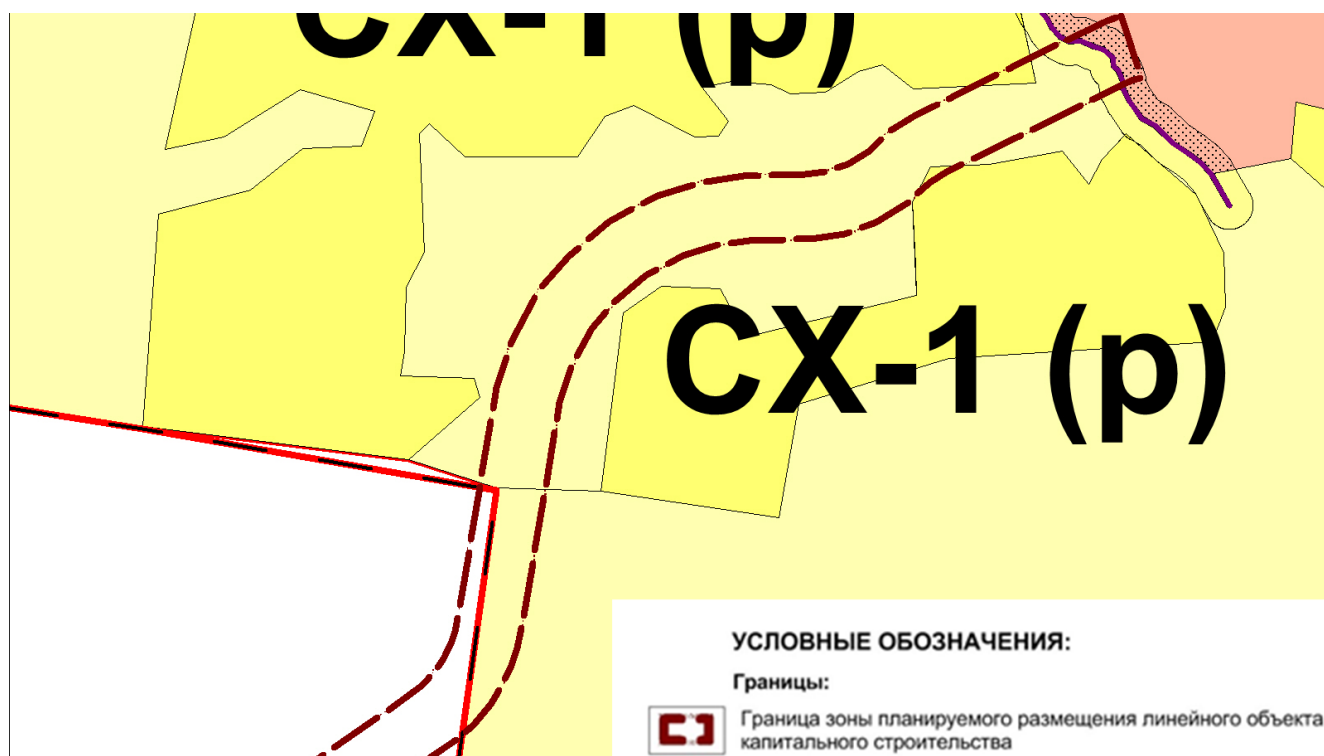 СХ-1 (р)
СХ-1 (р)
УСЛОВНЫЕ ОБОЗНАЧЕНИЯ:
Границы:
Граница зоны планируемого размещения линейного объекта
капитального строительства